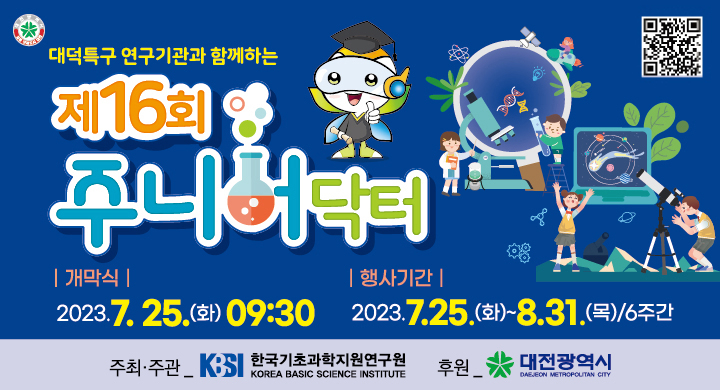 대덕특구 연구기관과 함께하는
제16회
주니어닥터
| 개막식 |
2023.7. 25.(화) 09:30
| 행사기간 |
2023.7.25.(화)~8.31.(목)/6주간
주최·주관 _ KBSI 한국기초과학지원연구원
KOREA BASIC SCIENCE INSTITUTE
후원 _ 대전광역시
DAEJEON METROPOLITAN CITY